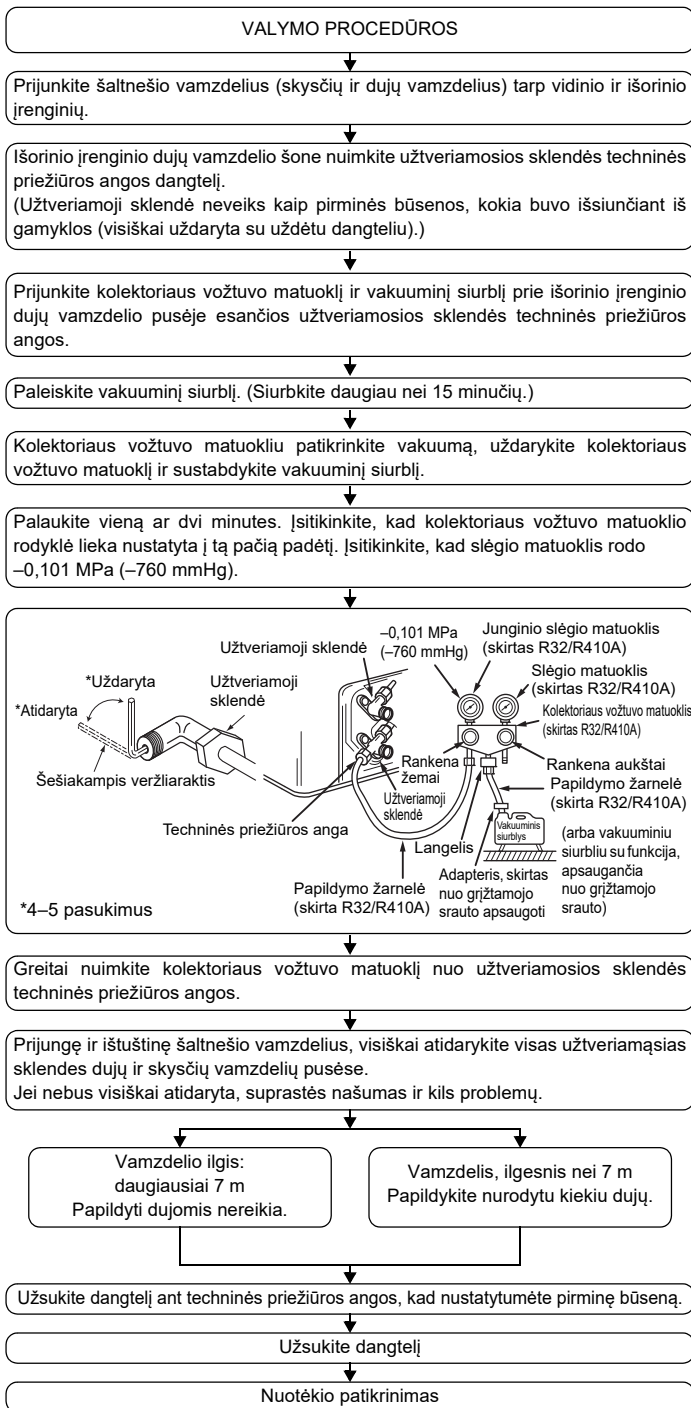 VALYMO PROCEDŪROS
Prijunkite šaltnešio vamzdelius (skysčių ir dujų vamzdelius) tarp vidinio ir išorinio
įrenginių.
Išorinio įrenginio dujų vamzdelio šone nuimkite užtveriamosios sklendės techninės
priežiūros angos dangtelį.
(Užtveriamoji sklendė neveiks kaip pirminės būsenos, kokia buvo išsiunčiant iš
gamyklos (visiškai uždaryta su uždėtu dangteliu).)
Prijunkite kolektoriaus vožtuvo matuoklį ir vakuuminį siurblį prie išorinio įrenginio
dujų vamzdelio pusėje esančios užtveriamosios sklendės techninės priežiūros
angos.
Paleiskite vakuuminį siurblį. (Siurbkite daugiau nei 15 minučių.)
Kolektoriaus vožtuvo matuokliu patikrinkite vakuumą, uždarykite kolektoriaus
vožtuvo matuoklį ir sustabdykite vakuuminį siurblį.
Palaukite vieną ar dvi minutes. Įsitikinkite, kad kolektoriaus vožtuvo matuoklio
rodyklė lieka nustatyta į tą pačią padėtį. Įsitikinkite, kad slėgio matuoklis rodo
–0,101 MPa (–760 mmHg).
*Uždaryta
*Atidaryta
Užtveriamoji
sklendė
Šešiakampis veržliaraktis
*4–5 pasukimus
Užtveriamoji sklendė
–0,101 MPa
(–760 mmHg)
Junginio slėgio matuoklis
(skirtas R32/R410A)
Slėgio matuoklis
(skirtas R32/R410A)
Kolektoriaus vožtuvo matuoklis
(skirtas R32/R410A)
Rankena
žemai
Rankena aukštai
Užtveriamoji
sklendė
Papildymo žarnelė
(skirta R32/R410A)
Techninės priežiūros anga
Langelis
Vakuuminis
siurblys
(arba vakuuminiu
siurbliu su funkcija,
apsaugančia
nuo grįžtamojo
srauto)
Papildymo žarnelė
(skirta R32/R410A)
Adapteris, skirtas
nuo grįžtamojo
srauto apsaugoti
Greitai nuimkite kolektoriaus vožtuvo matuoklį nuo užtveriamosios sklendės
techninės priežiūros angos.
Prijungę ir ištuštinę šaltnešio vamzdelius, visiškai atidarykite visas užtveriamąsias
sklendes dujų ir skysčių vamzdelių pusėse.
Jei nebus visiškai atidaryta, suprastės našumas ir kils problemų.
Vamzdelio ilgis:
daugiausiai 7 m
Papildyti dujomis nereikia.
Vamzdelis, ilgesnis nei 7 m
Papildykite nurodytu kiekiu dujų.
Užsukite dangtelį ant techninės priežiūros angos, kad nustatytumėte pirminę būseną.
Užsukite dangtelį
Nuotėkio patikrinimas